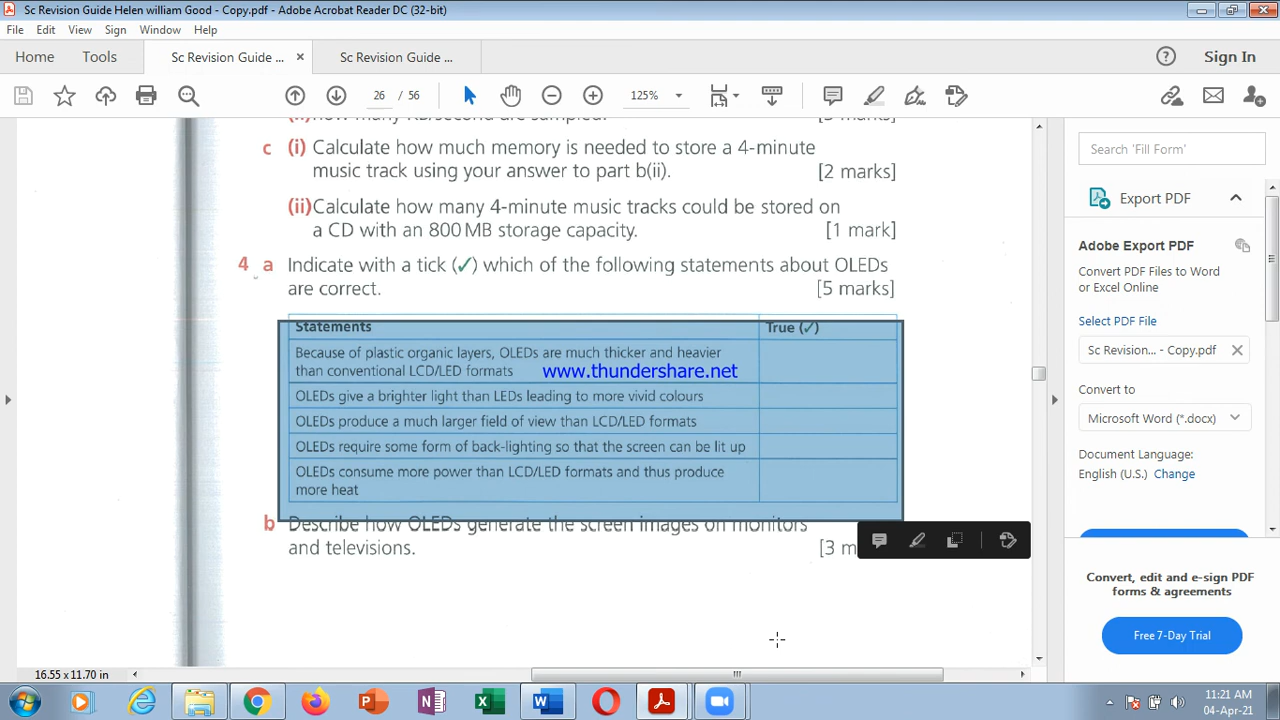 Sc Revision Guide Helen william Good - Copy.pdf - Adobe Acrobat Reader DC (32-bit)
File Edit View Sign Window Help
Home Tools Sc Revision Guide ... × Sc Revision Guide ... Sign In
26 / 56 125%
c (i) Calculate how much memory is needed to store a 4-minute
music track using your answer to part b(ii). [2 marks]
(ii) Calculate how many 4-minute music tracks could be stored on
a CD with an 800 MB storage capacity. [1 mark]
4 a Indicate with a tick (✓) which of the following statements about OLEDs
are correct. [5 marks]
Statements True (✓)
Because of plastic organic layers, OLEDs are much thicker and heavier
than conventional LCD/LED formats
www.thundershare.net
OLEDs give a brighter light than LEDs leading to more vivid colours
OLEDs produce a much larger field of view than LCD/LED formats
OLEDs require some form of back-lighting so that the screen can be lit up
OLEDs consume more power than LCD/LED formats and thus produce
more heat
b Describe how OLEDs generate the screen images on monitors
and televisions. [3 m
16.55 x 11.70 in
Search 'Fill Form'
Export PDF
Adobe Export PDF
Convert PDF Files to Word
or Excel Online
Select PDF File
Sc Revision... - Copy.pdf
Convert to
Microsoft Word (*.docx)
Document Language:
English (U.S.) Change
Convert, edit and e-sign PDF
forms & agreements
Free 7-Day Trial
11:21 AM
04-Apr-21